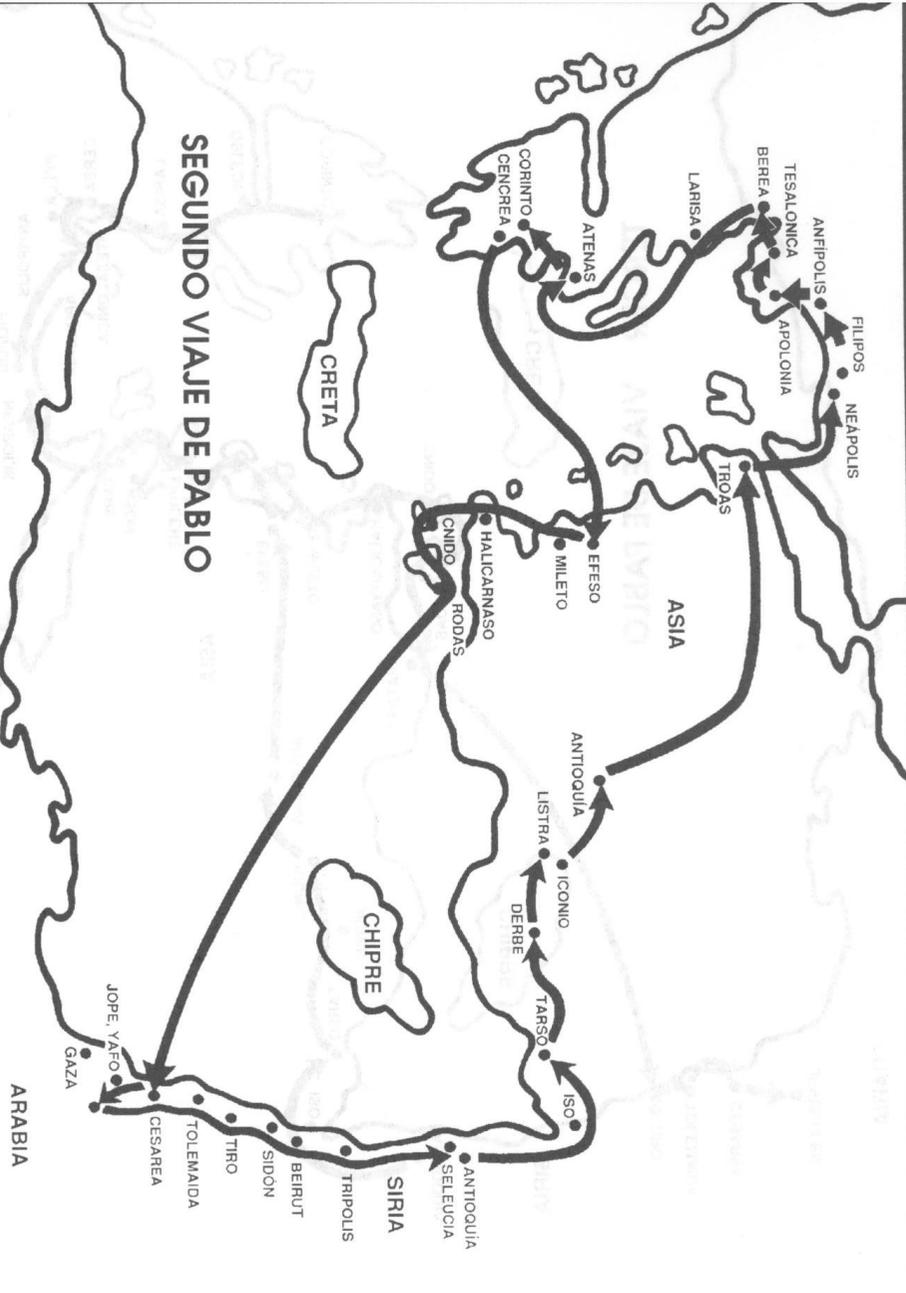 FILIPOS
NEÁPOLIS
ANFÍPOLIS
TESALONICA
APOLONIA
BEREA
TROAS
LARISA
ASIA
EFESO
ATENAS
ANTIOQUÍA
ISO
ICONIO
MILETO
LISTRA
TARSO
CORINTO
DERBE
CENCREA
HALICARNASO
ANTIOQUÍA
RODAS
CNIDO
SELEUCIA
SIRIA
CHIPRE
TRIPOLIS
CRETA
BEIRUT
SIDÓN
TIRO
SEGUNDO VIAJE DE PABLO
TOLEMAIDA
CESAREA
JOPE, YAFO
GAZA
ARABIA